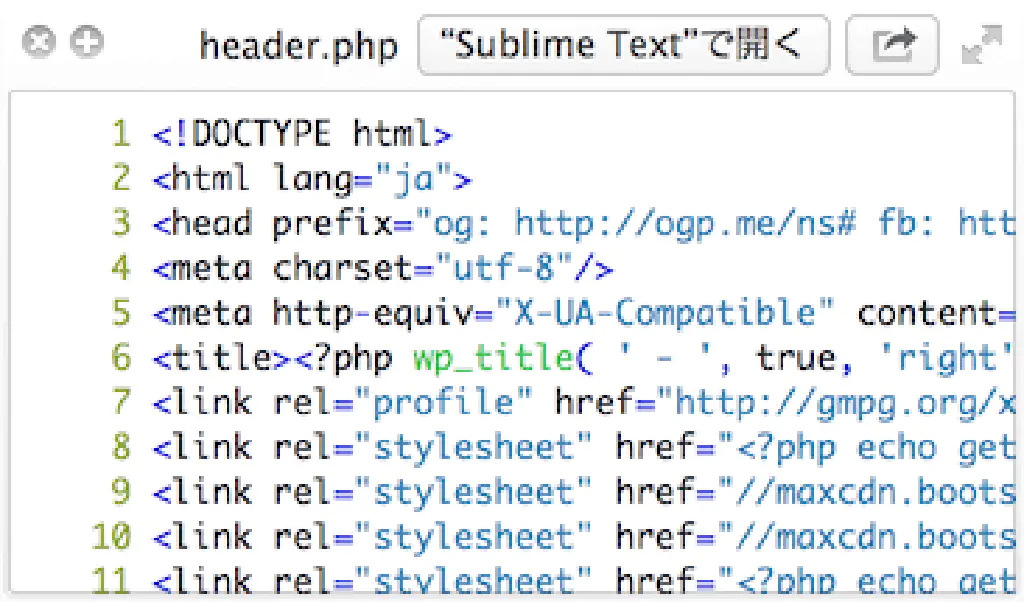 header.php "Sublime Text"で開く
1 <!DOCTYPE html>
2 <html lang="ja">
3 <head prefix="og: http://ogp.me/ns# fb: htt
4 <meta charset="utf-8"/>
5 <meta http-equiv="X-UA-Compatible" content=
6 <title><?php wp_title( ' - ', true, 'right'
7 <link rel="profile" href="http://gmpg.org/x
8 <link rel="stylesheet" href="<?php echo get
9 <link rel="stylesheet" href="//maxcdn.boots
10 <link rel="stylesheet" href="//maxcdn.boots
11 <link rel="stylesheet" href="<?php echo get